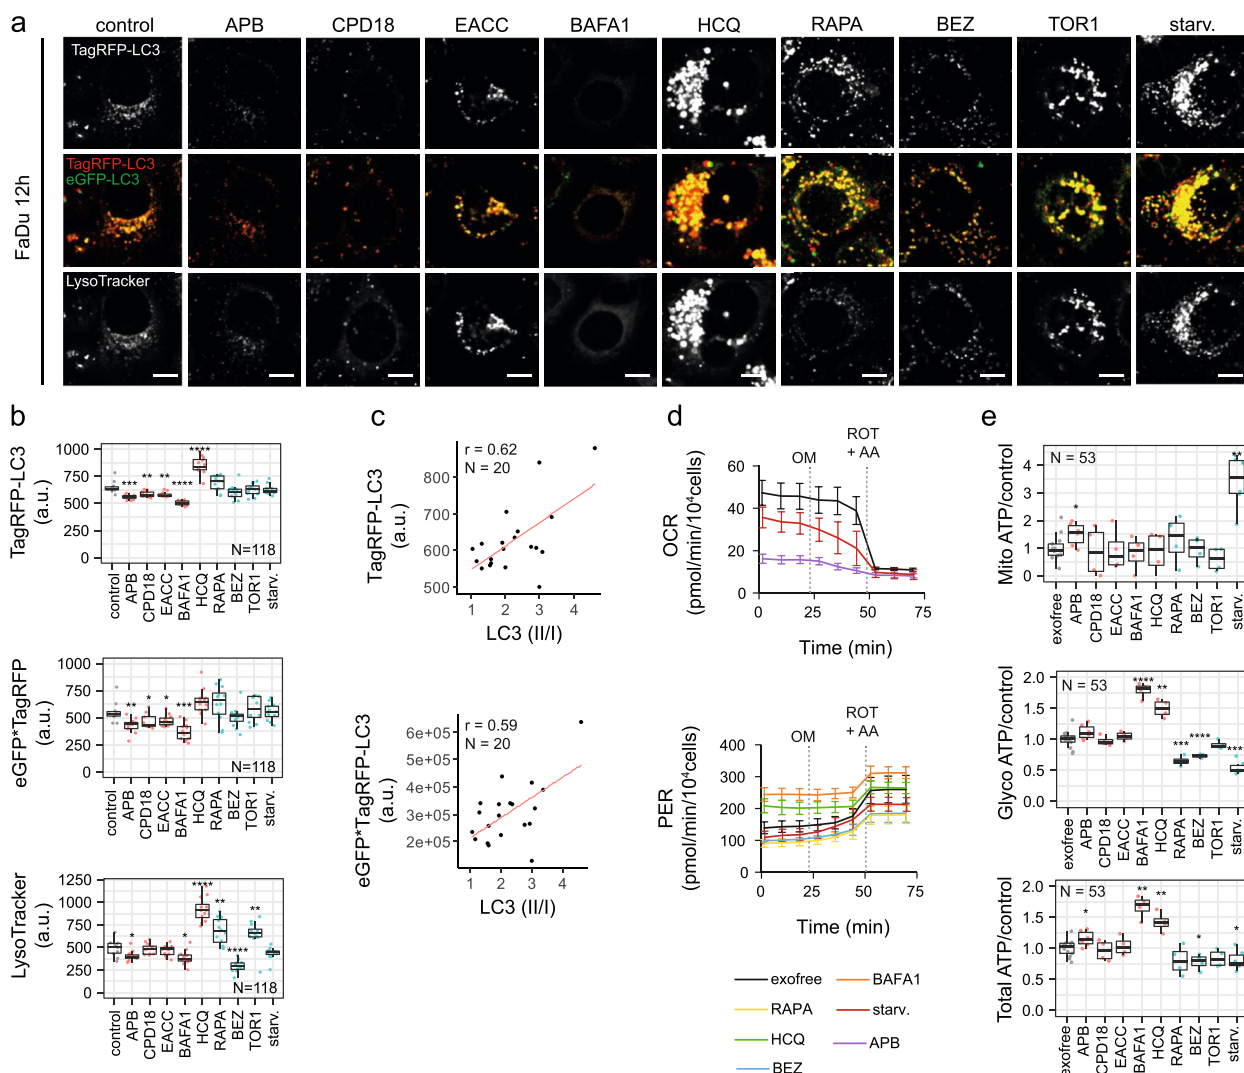 a
control APB CPD18 EACC BAFA1 HCQ RAPA BEZ TOR1 starv.
FaDu 12h
TagRFP-LC3
TagRFP-LC3
eGFP-LC3
LysoTracker
b
TagRFP-LC3
(a.u.)
1000
750
500
250
0
*** ** ** **** ****
N=118
control APB CPD18 EACC BAFA1 HCQ RAPA BEZ TOR1 starv.
eGFP*TagRFP
(a.u.)
1000
750
500
250
0
** * * ***
N=118
control APB CPD18 EACC BAFA1 HCQ RAPA BEZ TOR1 starv.
LysoTracker
(a.u.)
1250
1000
750
500
250
0
* * **** ** **** **
N=118
control APB CPD18 EACC BAFA1 HCQ RAPA BEZ TOR1 starv.
c
TagRFP-LC3
(a.u.)
800
700
600
500
r = 0.62
N = 20
1 2 3 4
LC3 (II/I)
eGFP*TagRFP-LC3
(a.u.)
6e+05
5e+05
4e+05
3e+05
2e+05
r = 0.59
N = 20
1 2 3 4
LC3 (II/I)
d
OCR
(pmol/min/10⁴cells)
60
40
20
0
OM
ROT
+ AA
0 25 50 75
Time (min)
PER
(pmol/min/10⁴cells)
400
300
200
100
0
OM
ROT
+ AA
0 25 50 75
Time (min)
exofree
BAFA1
RAPA
starv.
HCQ
APB
BEZ
e
Mito ATP/control
4
3
2
1
0
N = 53
* **
exofree APB CPD18 EACC BAFA1 HCQ RAPA BEZ TOR1 starv.
Glyco ATP/control
2.0
1.5
1.0
0.5
0.0
N = 53
**** ** *** **** ****
exofree APB CPD18 EACC BAFA1 HCQ RAPA BEZ TOR1 starv.
Total ATP/control
2.0
1.5
1.0
0.5
0.0
N = 53
* ** ** * *
exofree APB CPD18 EACC BAFA1 HCQ RAPA BEZ TOR1 starv.